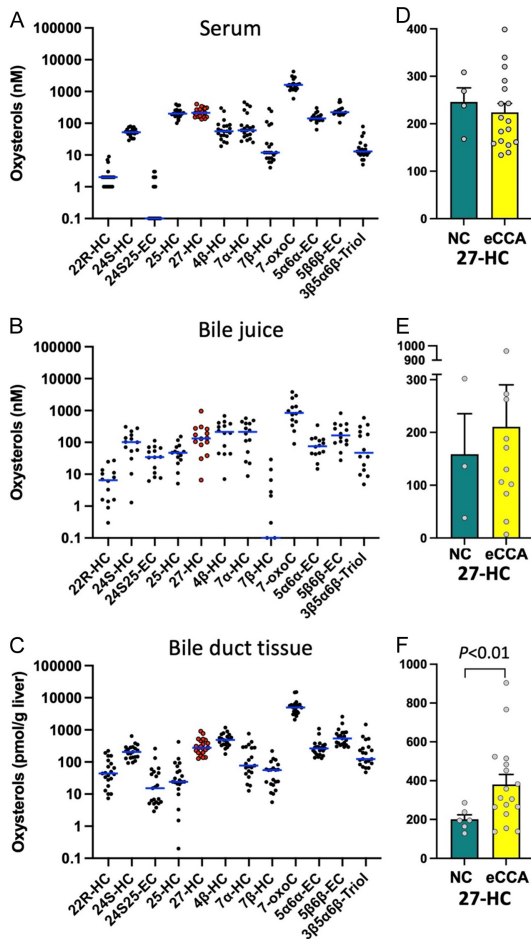 A
Serum
Oxysterols (nM)
100000
10000
1000
100
10
1
0.1
22R-HC
24S-HC
24S25-EC
25-HC
27-HC
4β-HC
7α-HC
7β-HC
7-oxoC
5α6α-EC
5β6β-EC
3β5α6β-Triol
D
400
300
200
100
0
NC eCCA
27-HC
B
Bile juice
Oxysterols (nM)
100000
10000
1000
100
10
1
0.1
22R-HC
24S-HC
24S25-EC
25-HC
27-HC
4β-HC
7α-HC
7β-HC
7-oxoC
5α6α-EC
5β6β-EC
3β5α6β-Triol
E
1000
900
300
200
100
0
NC eCCA
27-HC
C
Bile duct tissue
Oxysterols (pmol/g liver)
100000
10000
1000
100
10
1
0.1
22R-HC
24S-HC
24S25-EC
25-HC
27-HC
4β-HC
7α-HC
7β-HC
7-oxoC
5α6α-EC
5β6β-EC
3β5α6β-Triol
F
P<0.01
1000
800
600
400
200
0
NC eCCA
27-HC